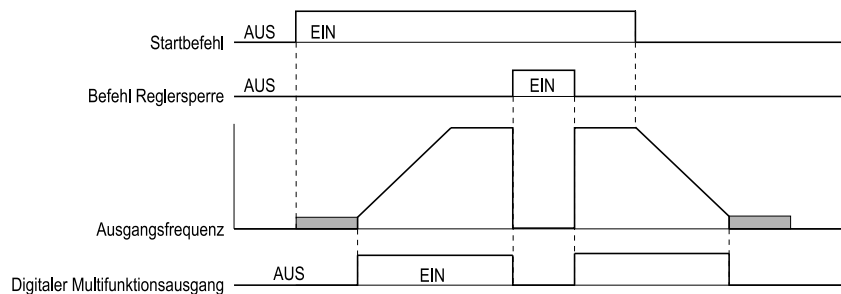 Startbefehl AUS EIN
Befehl Reglersperre AUS EIN
Ausgangsfrequenz
Digitaler Multifunktionsausgang AUS EIN